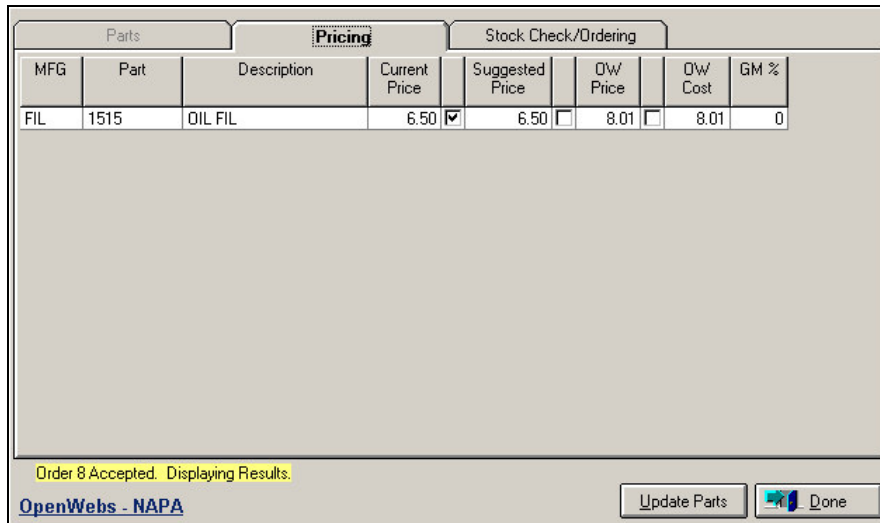 Parts Pricing Stock Check/Ordering
MFG Part Description Current Price Suggested Price OW Price OW Cost GM %
FIL 1515 OIL FIL 6.50 6.50 8.01 8.01 0
Order 8 Accepted. Displaying Results.
OpenWebs - NAPA
Update Parts Done